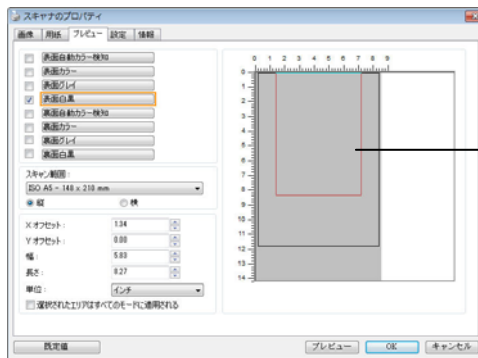 スキャナのプロパティ
画像 用紙 プレビュー 設定 情報
表面自動カラー検知
表面カラー
表面グレイ
表面白黒
裏面自動カラー検知
裏面カラー
裏面グレイ
裏面白黒
スキャン範囲:
ISO A5 - 148 x 210 mm
縦 横
X オフセット: 1.34
Y オフセット: 0.00
幅: 5.83
長さ: 8.27
単位: インチ
選択されたエリアはすべてのモードに適用される
0 1 2 3 4 5 6 7 8 9
0
1
2
3
4
5
6
7
8
9
10
11
12
13
14
既定値 プレビュー OK キャンセル